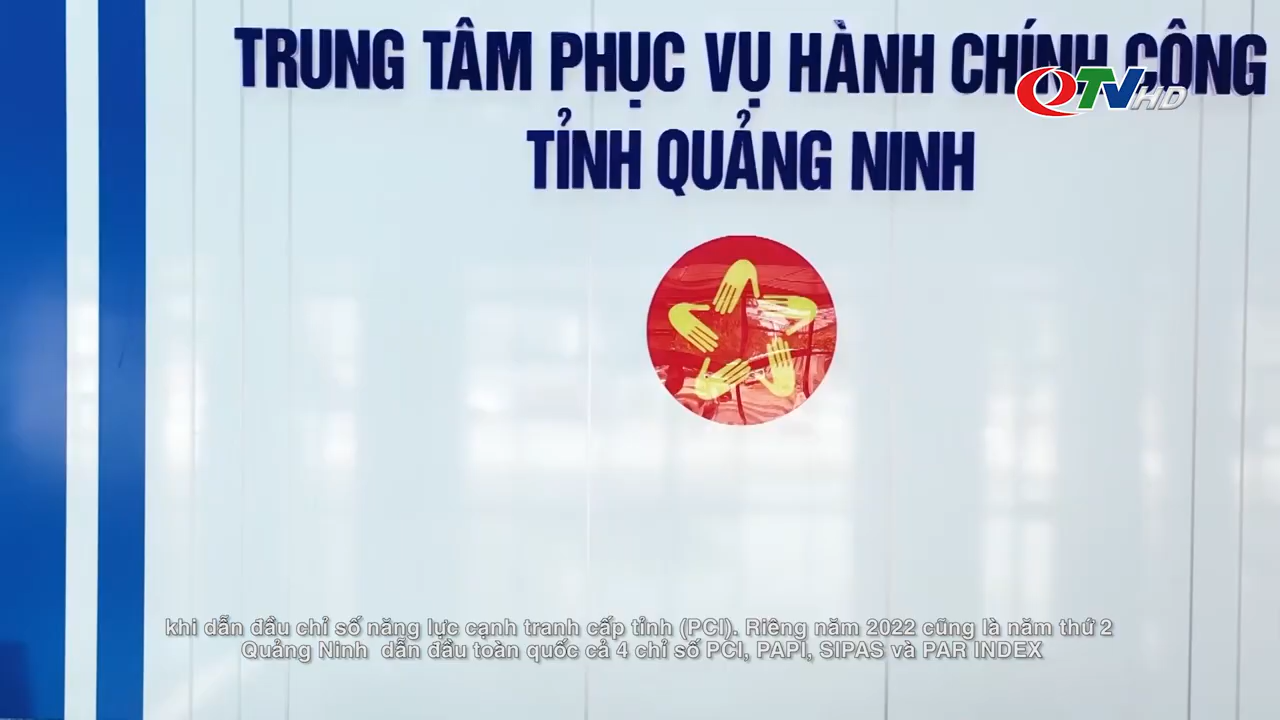 TRUNG TÂM PHỤC VỤ HÀNH CHÍNH CÔNG
QTV HD
TỈNH QUẢNG NINH
khi dẫn đầu chỉ số năng lực cạnh tranh cấp tỉnh (PCI). Riêng năm 2022 cũng là năm thứ 2
Quảng Ninh dẫn đầu toàn quốc cả 4 chỉ số PCI, PAPI, SIPAS và PAR INDEX